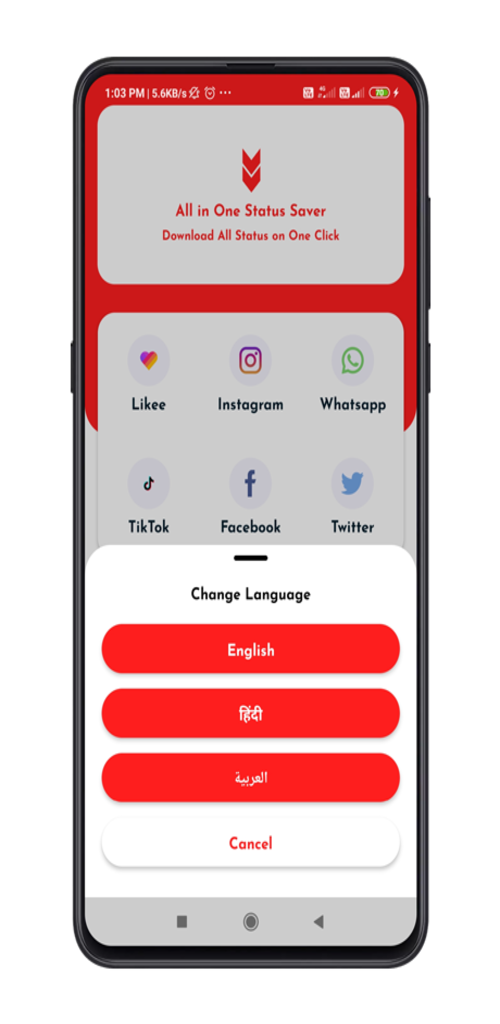 1:03 PM | 5.6KB/s
70
All in One Status Saver
Download All Status on One Click
Likee
Instagram
Whatsapp
TikTok
Facebook
Twitter
Change Language
English
हिंदी
العربية
Cancel